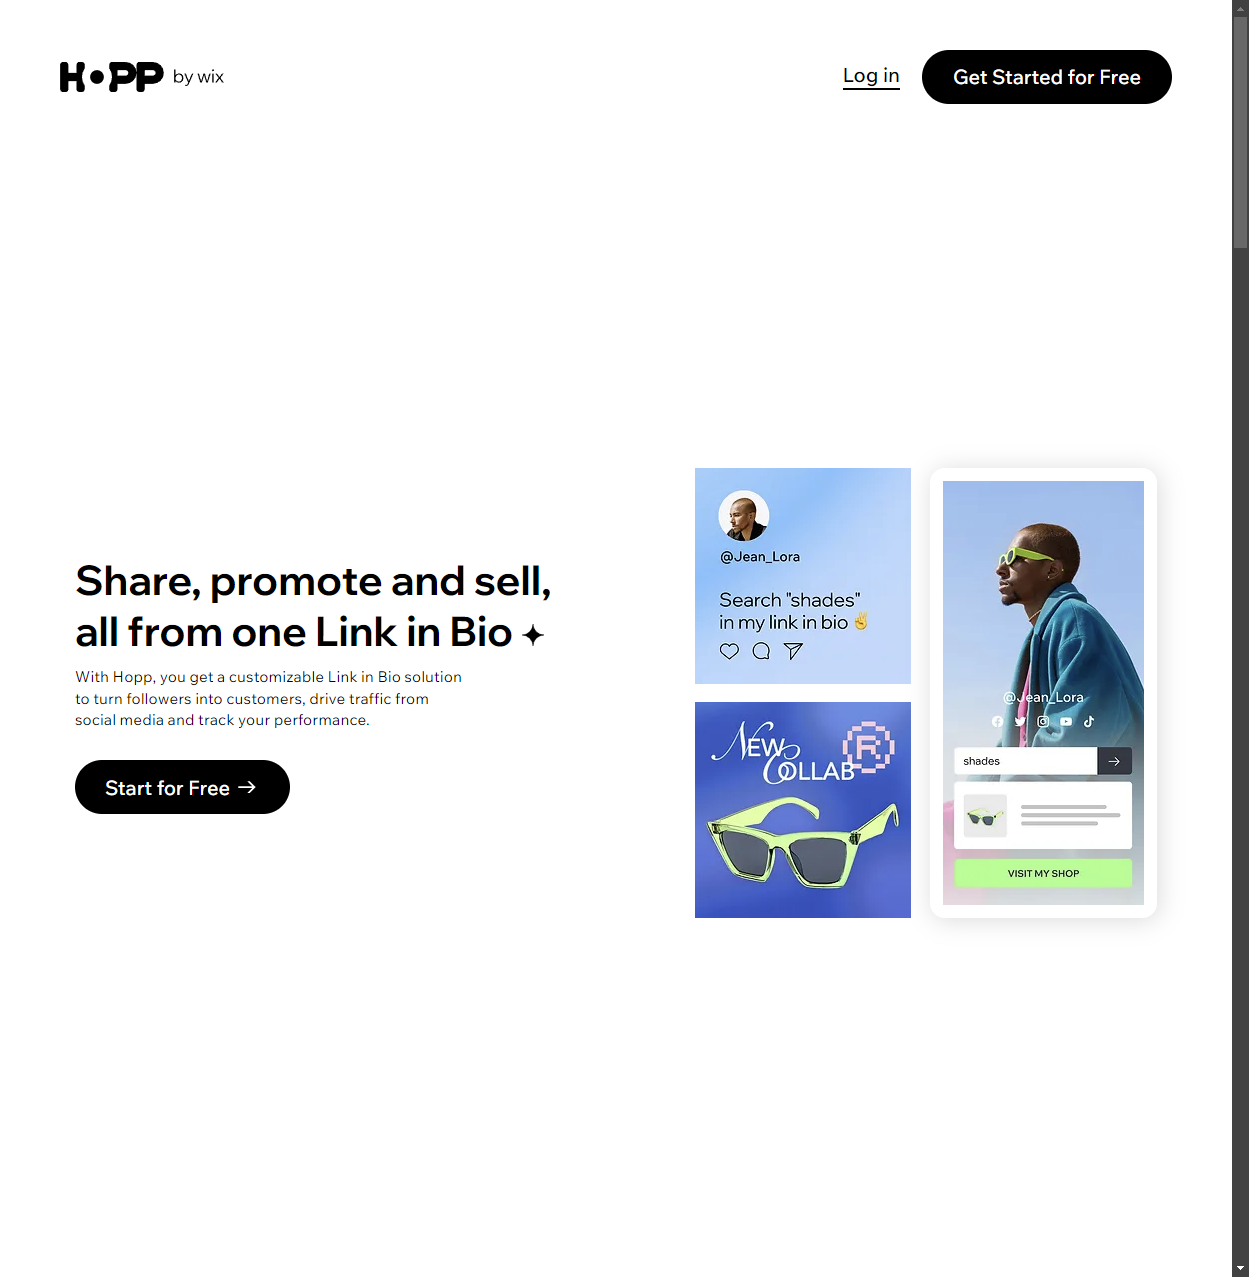 HOPP by wix
Log in
Get Started for Free
Share, promote and sell,
all from one Link in Bio
With Hopp, you get a customizable Link in Bio solution
to turn followers into customers, drive traffic from
social media and track your performance.
Start for Free
@Jean_Lora
Search "shades"
in my link in bio ✌
NEW
COLLAB
R
@Jean_Lora
shades
VISIT MY SHOP